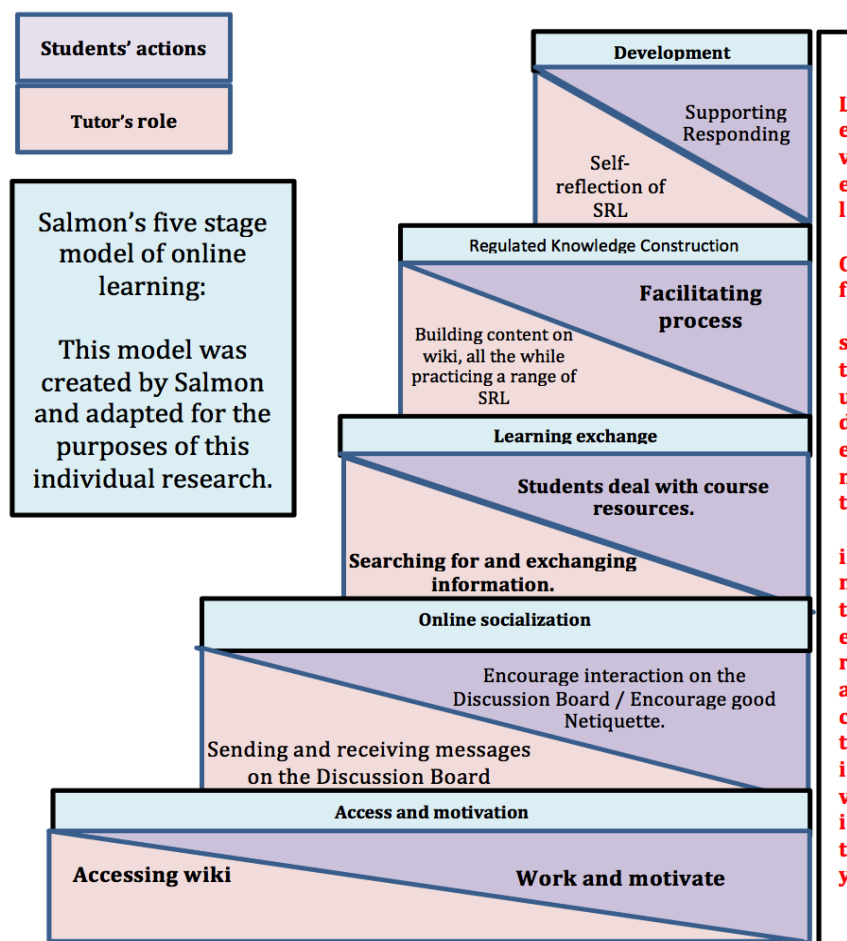 Students' actions
Tutor's role
Salmon's five stage
model of online
learning:
This model was
created by Salmon
and adapted for the
purposes of this
individual research.
Development
Supporting
Responding
Self-
reflection of
SRL
Regulated Knowledge Construction
Facilitating
process
Building content on
wiki, all the while
practicing a range of
SRL
Learning exchange
Students deal with course
resources.
Searching for and exchanging
information.
Online socialization
Encourage interaction on the
Discussion Board / Encourage good
Netiquette.
Sending and receiving messages
on the Discussion Board
Access and motivation
Accessing wiki
Work and motivate
Level
Of
student
interactivity